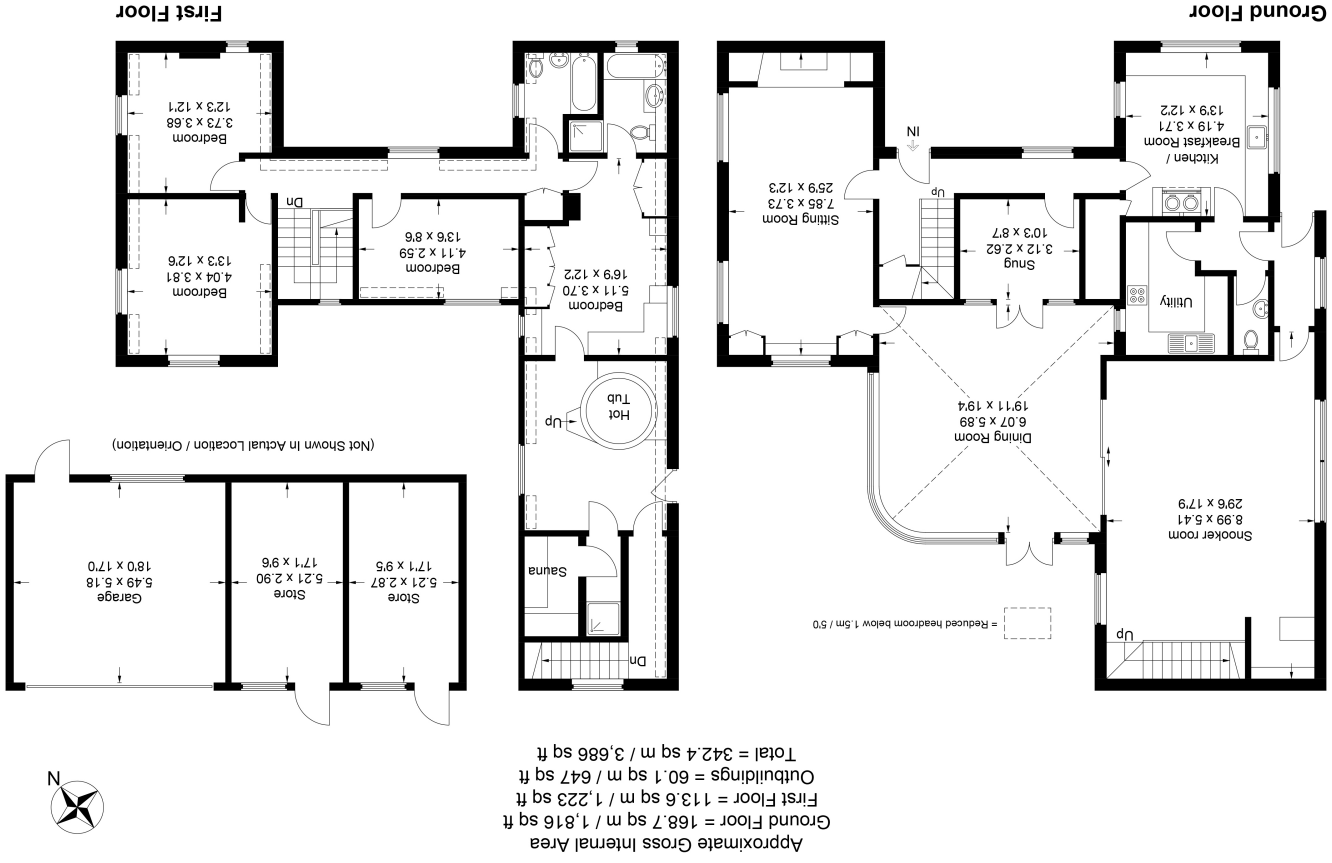 Approximate Gross Internal Area
Ground Floor = 168.7 sq m / 1,816 sq ft
First Floor = 113.6 sq m / 1,223 sq ft
Outbuildings = 60.1 sq m / 647 sq ft
Total = 342.4 sq m / 3,686 sq ft
N
Up
Snooker room
8.99 x 5.41
29'6 x 17'9
= Reduced headroom below 1.5m / 5'0
Dining Room
6.07 x 5.89
19'11 x 19'4
Utility
Snug
3.12 x 2.62
10'3 x 8'7
Up
Sitting Room
7.85 x 3.73
25'9 x 12'3
Kitchen /
Breakfast Room
4.19 x 3.71
13'9 x 12'2
IN
Ground Floor
Dn
Sauna
Up
Hot
Tub
Bedroom
5.11 x 3.70
16'9 x 12'2
Bedroom
4.11 x 2.59
13'6 x 8'6
Dn
Bedroom
4.04 x 3.81
13'3 x 12'6
Bedroom
3.73 x 3.68
12'3 x 12'1
First Floor
Store
5.21 x 2.87
17'1 x 9'5
Store
5.21 x 2.90
17'1 x 9'6
Garage
5.49 x 5.18
18'0 x 17'0
(Not Shown In Actual Location / Orientation)